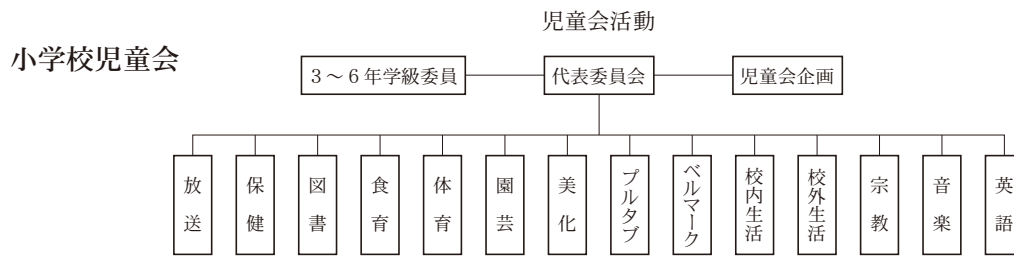 児童会活動
小学校児童会
3～6年学級委員
代表委員会
児童会企画
放送
保健
図書
食育
体育
園芸
美化
プルタブ
ベルマーク
校内生活
校外生活
宗教
音楽
英語